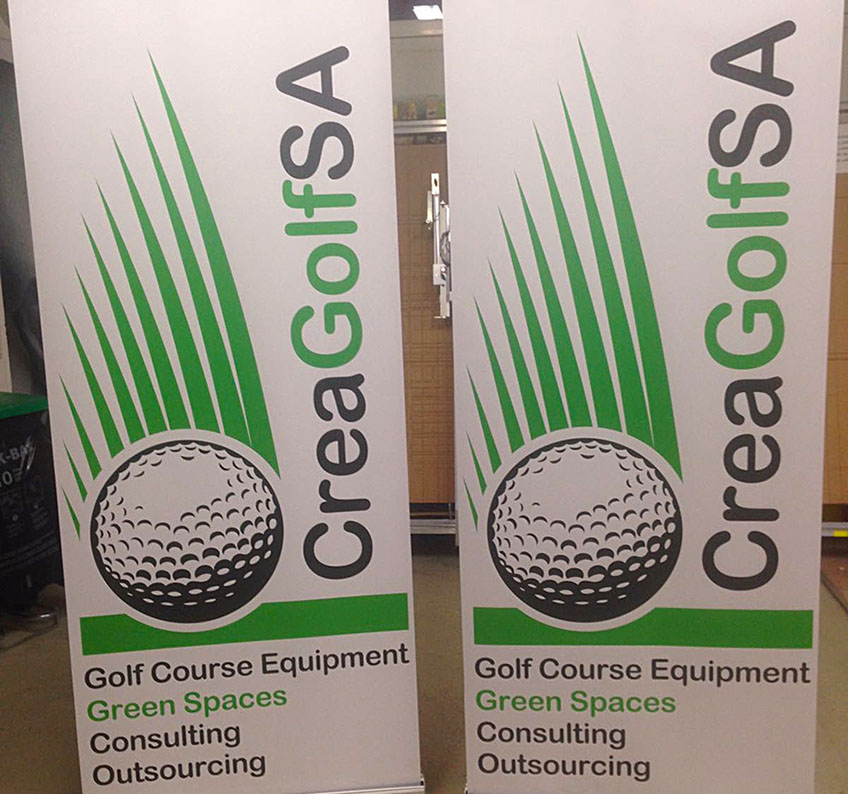 CreaGolfSA
Golf Course Equipment
Green Spaces
Consulting
Outsourcing
CreaGolfSA
Golf Course Equipment
Green Spaces
Consulting
Outsourcing